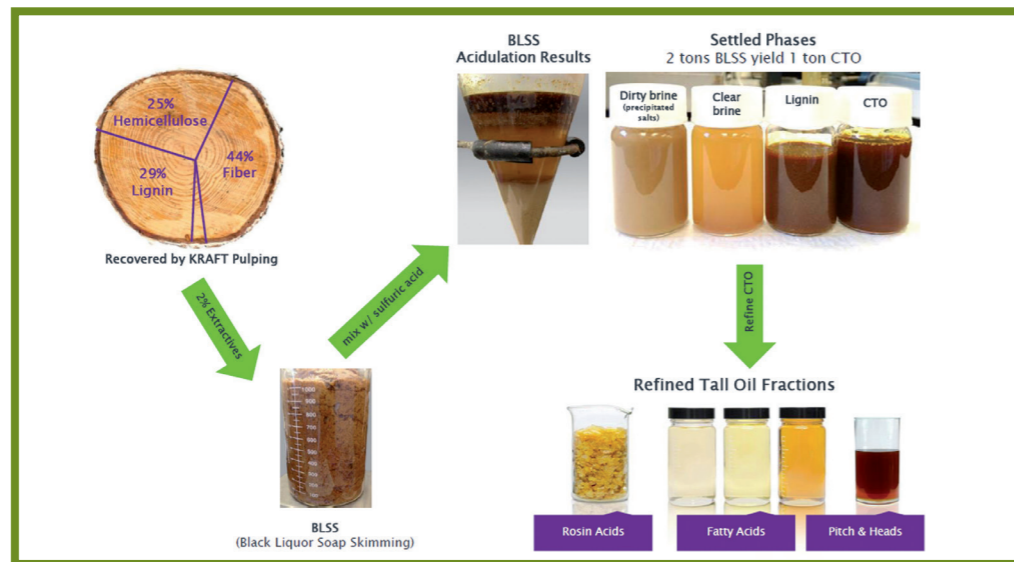 25%
Hemicellulose
44%
Fiber
29%
Lignin
Recovered by KRAFT Pulping
2% Extractives
BLSS
(Black Liquor Soap Skimming)
mix w/ sulfuric acid
BLSS
Acidulation Results
Settled Phases
2 tons BLSS yield 1 ton CTO
Dirty brine
(precipitated
salts)
Clear
brine
Lignin
CTO
Refine CTO
Refined Tall Oil Fractions
Rosin Acids
Fatty Acids
Pitch & Heads